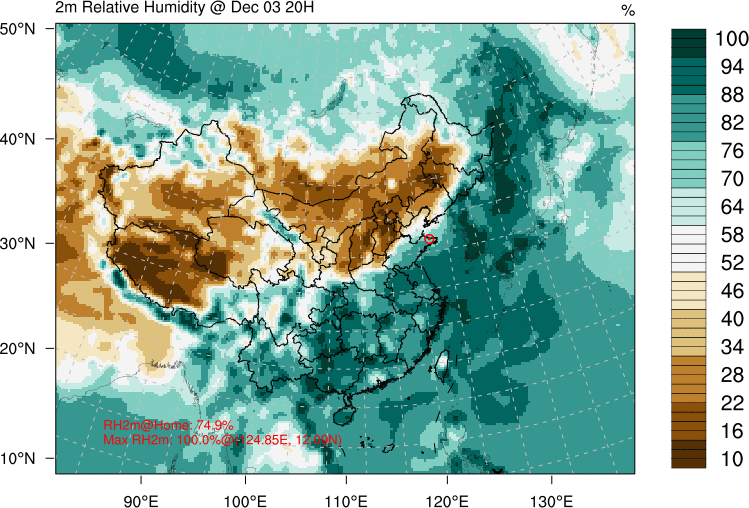 2m Relative Humidity @ Dec 03 20H
%
50°N
40°N
30°N
20°N
10°N
90°E
100°E
110°E
120°E
130°E
RH2m@Home: 74.9%
Max RH2m: 100.0%@(124.85E, 12.09N)
100
94
88
82
76
70
64
58
52
46
40
34
28
22
16
10